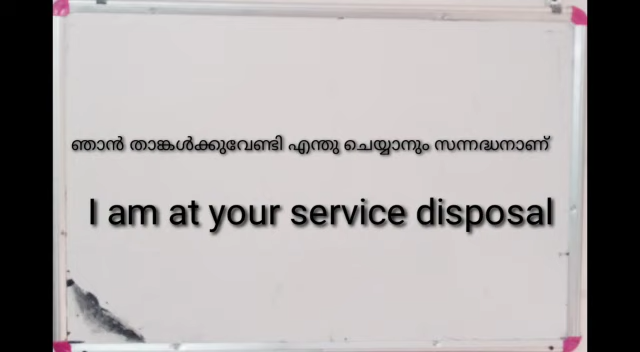 ഞാൻ താങ്കൾക്കുവേണ്ടി എന്തു ചെയ്യാനും സന്നദ്ധനാണ്
I am at your service disposal